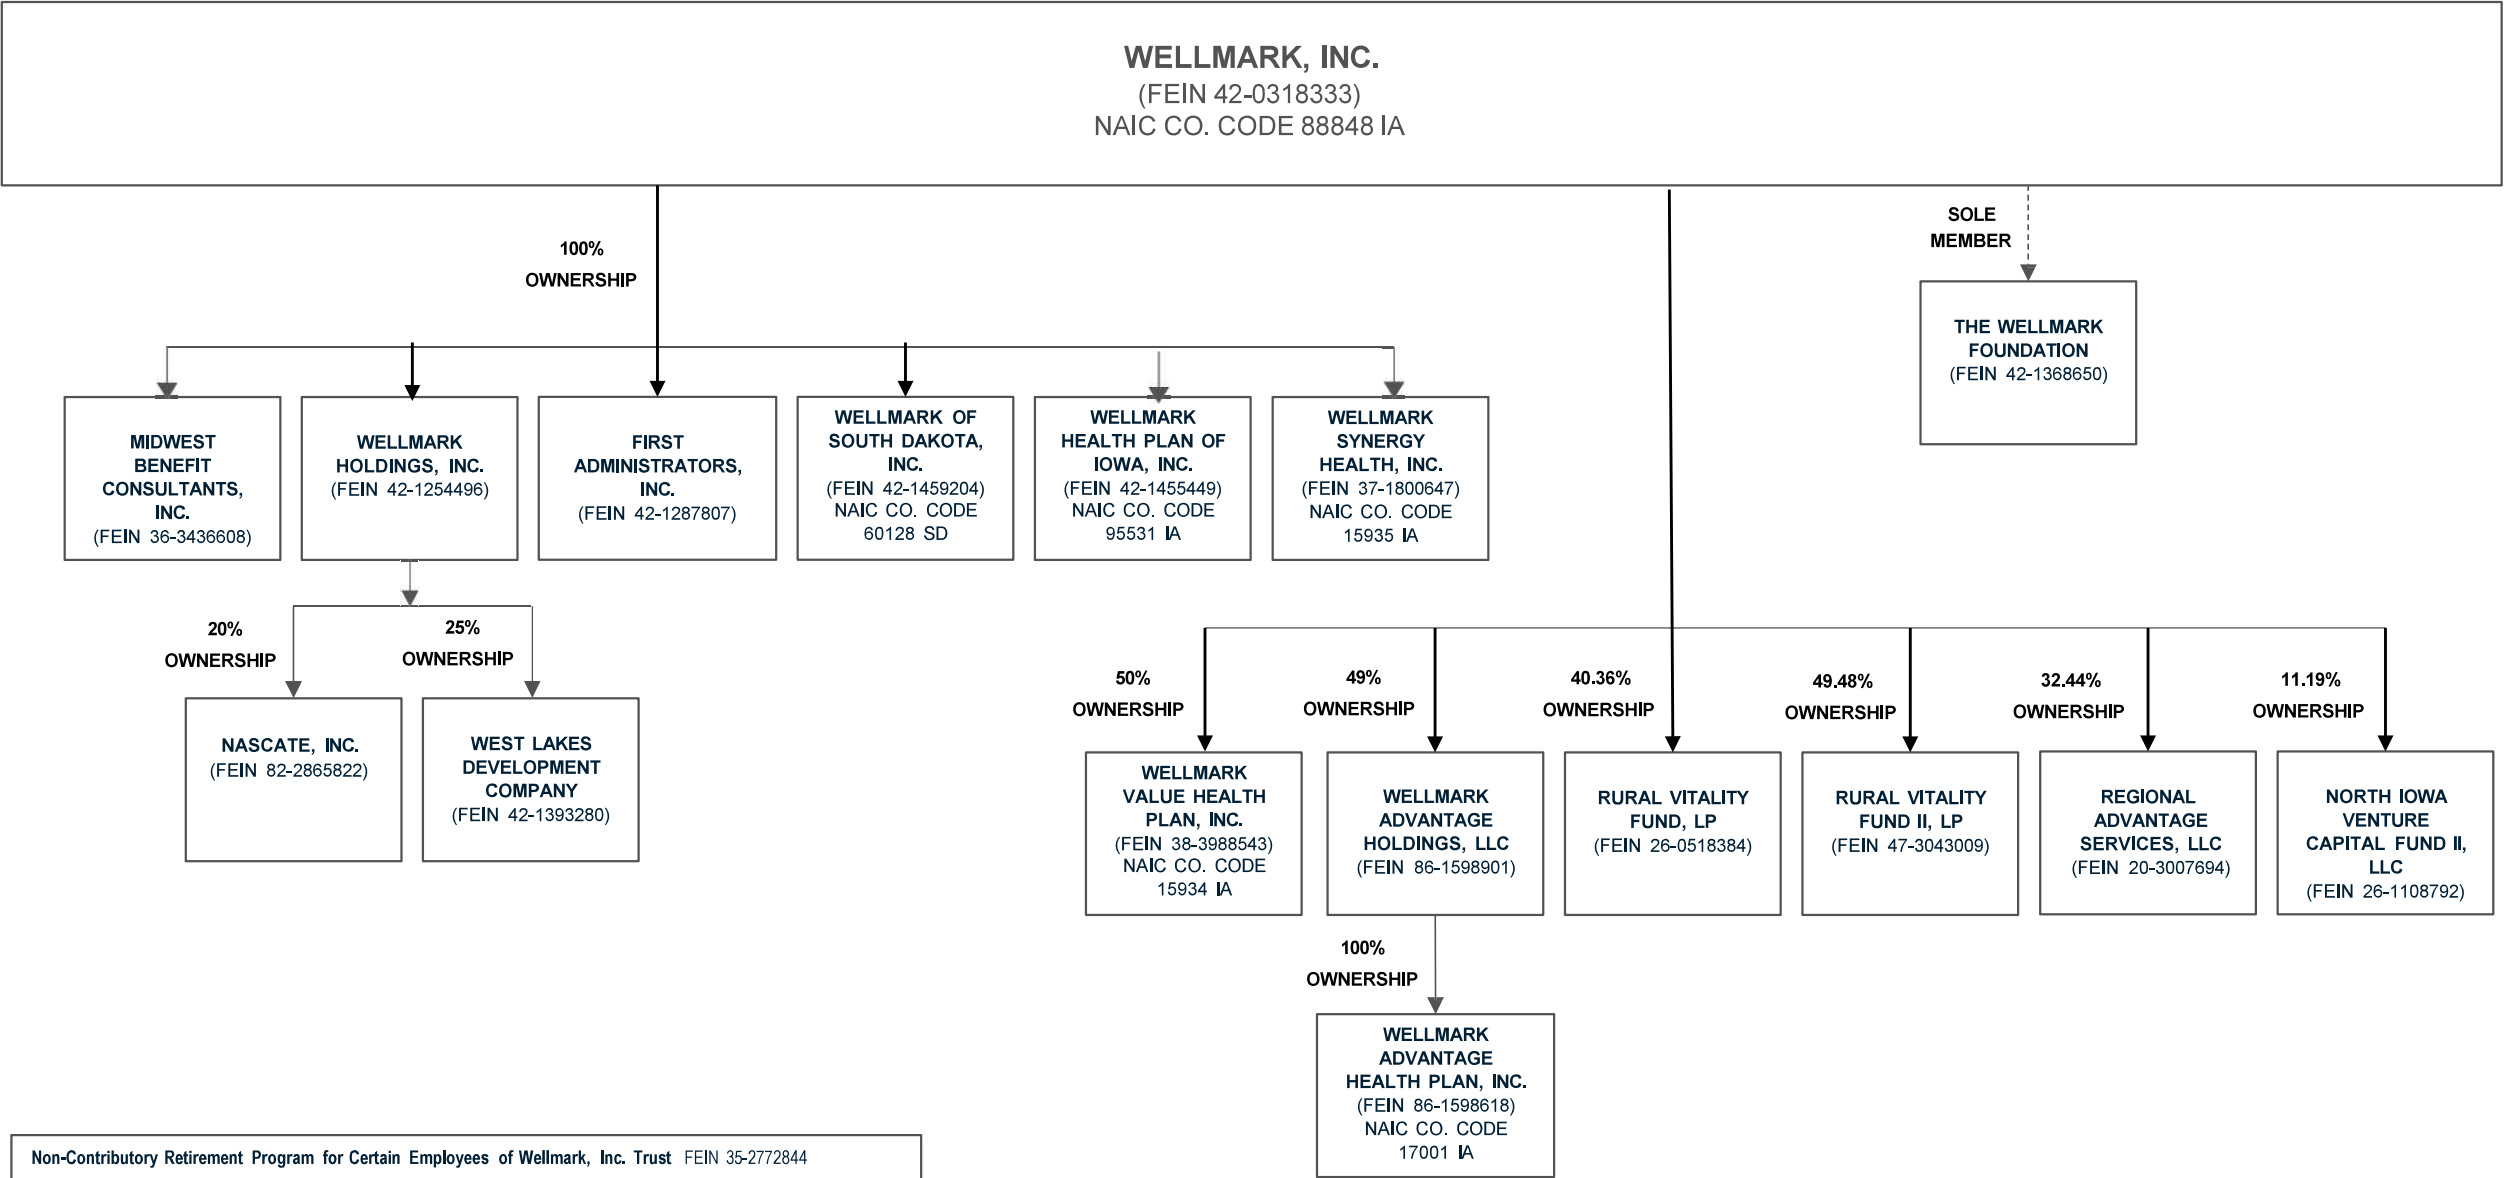 WELLMARK, INC.
(FEIN 42-0318333)
NAIC CO. CODE 88848 IA
100%
OWNERSHIP
SOLE
MEMBER
THE WELLMARK
FOUNDATION
(FEIN 42-1368650)
MIDWEST
BENEFIT
CONSULTANTS,
INC.
(FEIN 36-3436608)
WELLMARK
HOLDINGS, INC.
(FEIN 42-1254496)
FIRST
ADMINISTRATORS,
INC.
(FEIN 42-1287807)
WELLMARK OF
SOUTH DAKOTA,
INC.
(FEIN 42-1459204)
NAIC CO. CODE
60128 SD
WELLMARK
HEALTH PLAN OF
IOWA, INC.
(FEIN 42-1455449)
NAIC CO. CODE
95531 IA
WELLMARK
SYNERGY
HEALTH, INC.
(FEIN 37-1800647)
NAIC CO. CODE
15935 IA
20%
OWNERSHIP
25%
OWNERSHIP
NASCATE, INC.
(FEIN 82-2865822)
WEST LAKES
DEVELOPMENT
COMPANY
(FEIN 42-1393280)
50%
OWNERSHIP
49%
OWNERSHIP
40.36%
OWNERSHIP
49.48%
OWNERSHIP
32.44%
OWNERSHIP
11.19%
OWNERSHIP
WELLMARK
VALUE HEALTH
PLAN, INC.
(FEIN 38-3988543)
NAIC CO. CODE
15934 IA
WELLMARK
ADVANTAGE
HOLDINGS, LLC
(FEIN 86-1598901)
RURAL VITALITY
FUND, LP
(FEIN 26-0518384)
RURAL VITALITY
FUND II, LP
(FEIN 47-3043009)
REGIONAL
ADVANTAGE
SERVICES, LLC
(FEIN 20-3007694)
NORTH IOWA
VENTURE
CAPITAL FUND II,
LLC
(FEIN 26-1108792)
100%
OWNERSHIP
WELLMARK
ADVANTAGE
HEALTH PLAN, INC.
(FEIN 86-1598618)
NAIC CO. CODE
17001 IA
Non-Contributory Retirement Program for Certain Employees of Wellmark, Inc. Trust FEIN 35-2772844